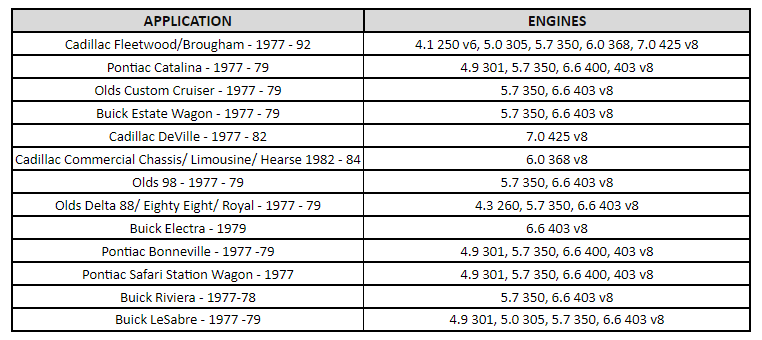 APPLICATION ENGINES
Cadillac Fleetwood/Brougham - 1977 - 92 4.1 250 v6, 5.0 305, 5.7 350, 6.0 368, 7.0 425 v8
Pontiac Catalina - 1977 - 79 4.9 301, 5.7 350, 6.6 400, 403 v8
Olds Custom Cruiser - 1977 - 79 5.7 350, 6.6 403 v8
Buick Estate Wagon - 1977 - 79 5.7 350, 6.6 403 v8
Cadillac DeVille - 1977 - 82 7.0 425 v8
Cadillac Commercial Chassis/ Limousine/ Hearse 1982 - 84 6.0 368 v8
Olds 98 - 1977 - 79 5.7 350, 6.6 403 v8
Olds Delta 88/ Eighty Eight/ Royal - 1977 - 79 4.3 260, 5.7 350, 6.6 403 v8
Buick Electra - 1979 6.6 403 v8
Pontiac Bonneville - 1977 -79 4.9 301, 5.7 350, 6.6 400, 403 v8
Pontiac Safari Station Wagon - 1977 4.9 301, 5.7 350, 6.6 400, 403 v8
Buick Riviera - 1977-78 5.7 350, 6.6 403 v8
Buick LeSabre - 1977 -79 4.9 301, 5.0 305, 5.7 350, 6.6 403 v8